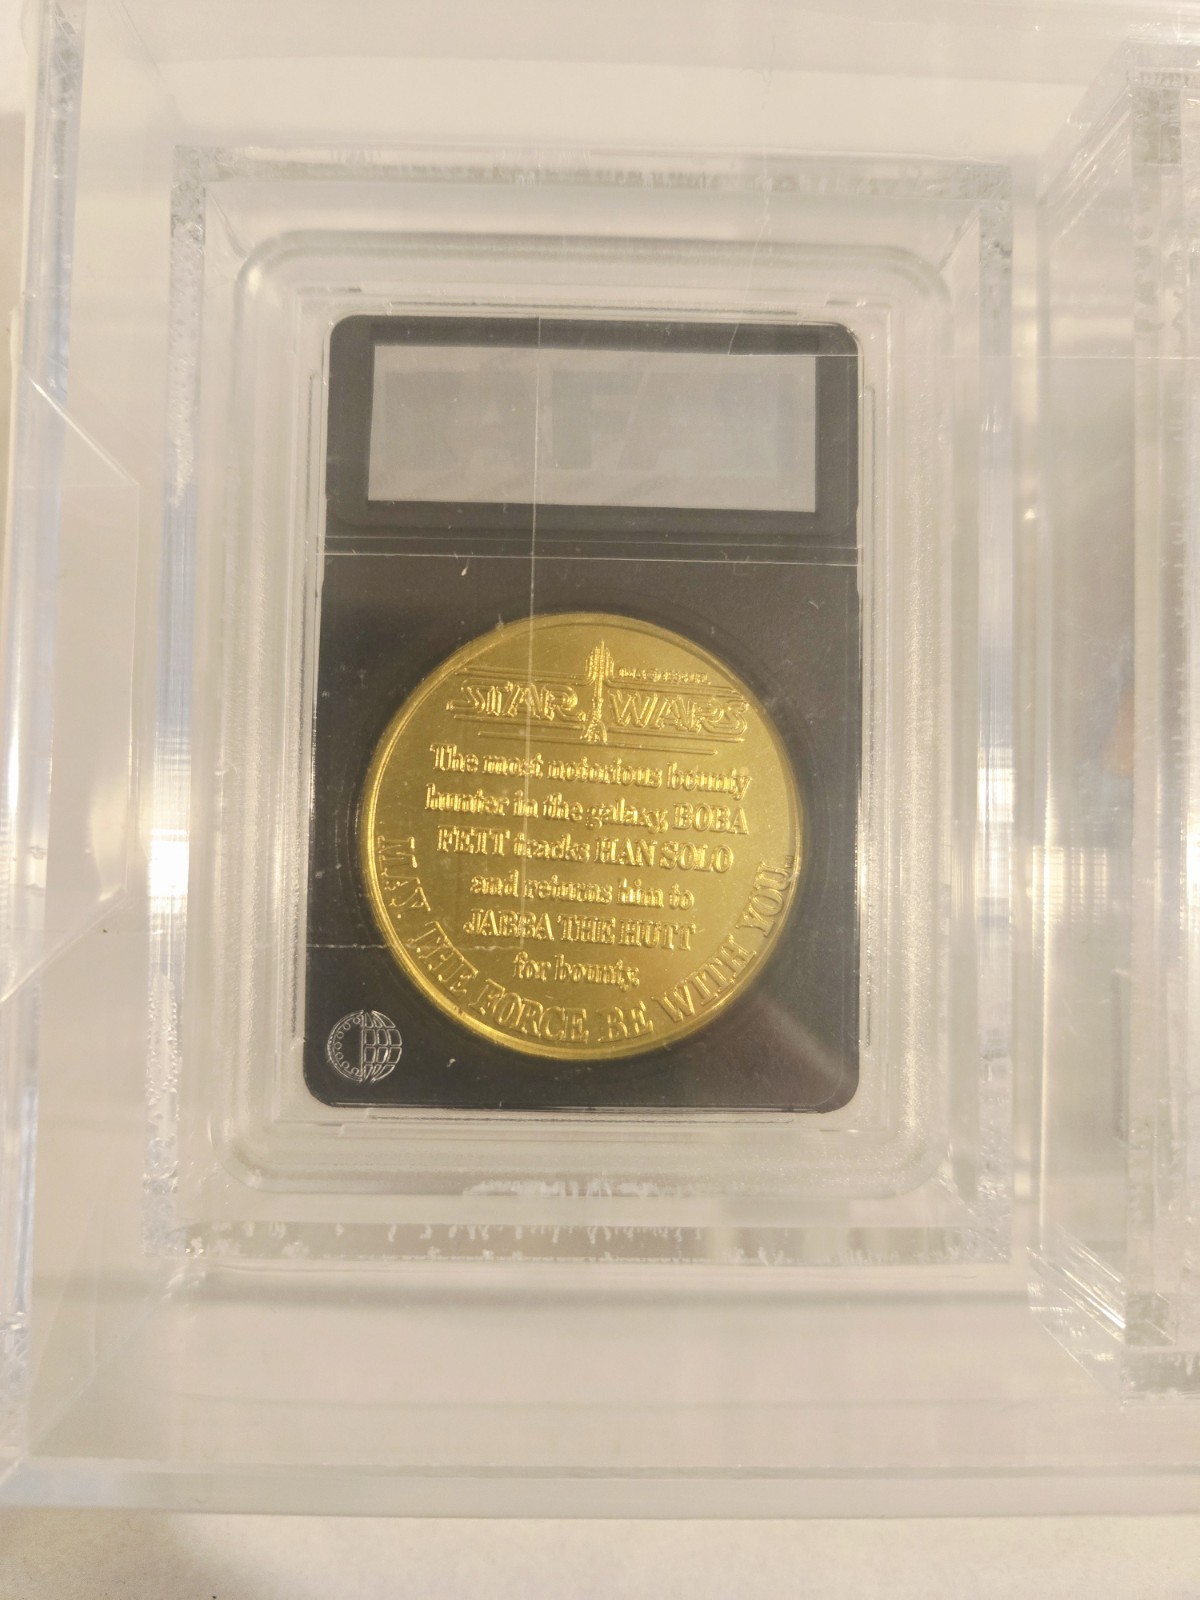 STAR WARS
The most notorious bounty
hunter in the galaxy, BOBA
FETT tracks HAN SOLO
and returns him to
JABBA THE HUTT
for bounty.
MAY THE FORCE BE WITH YOU.